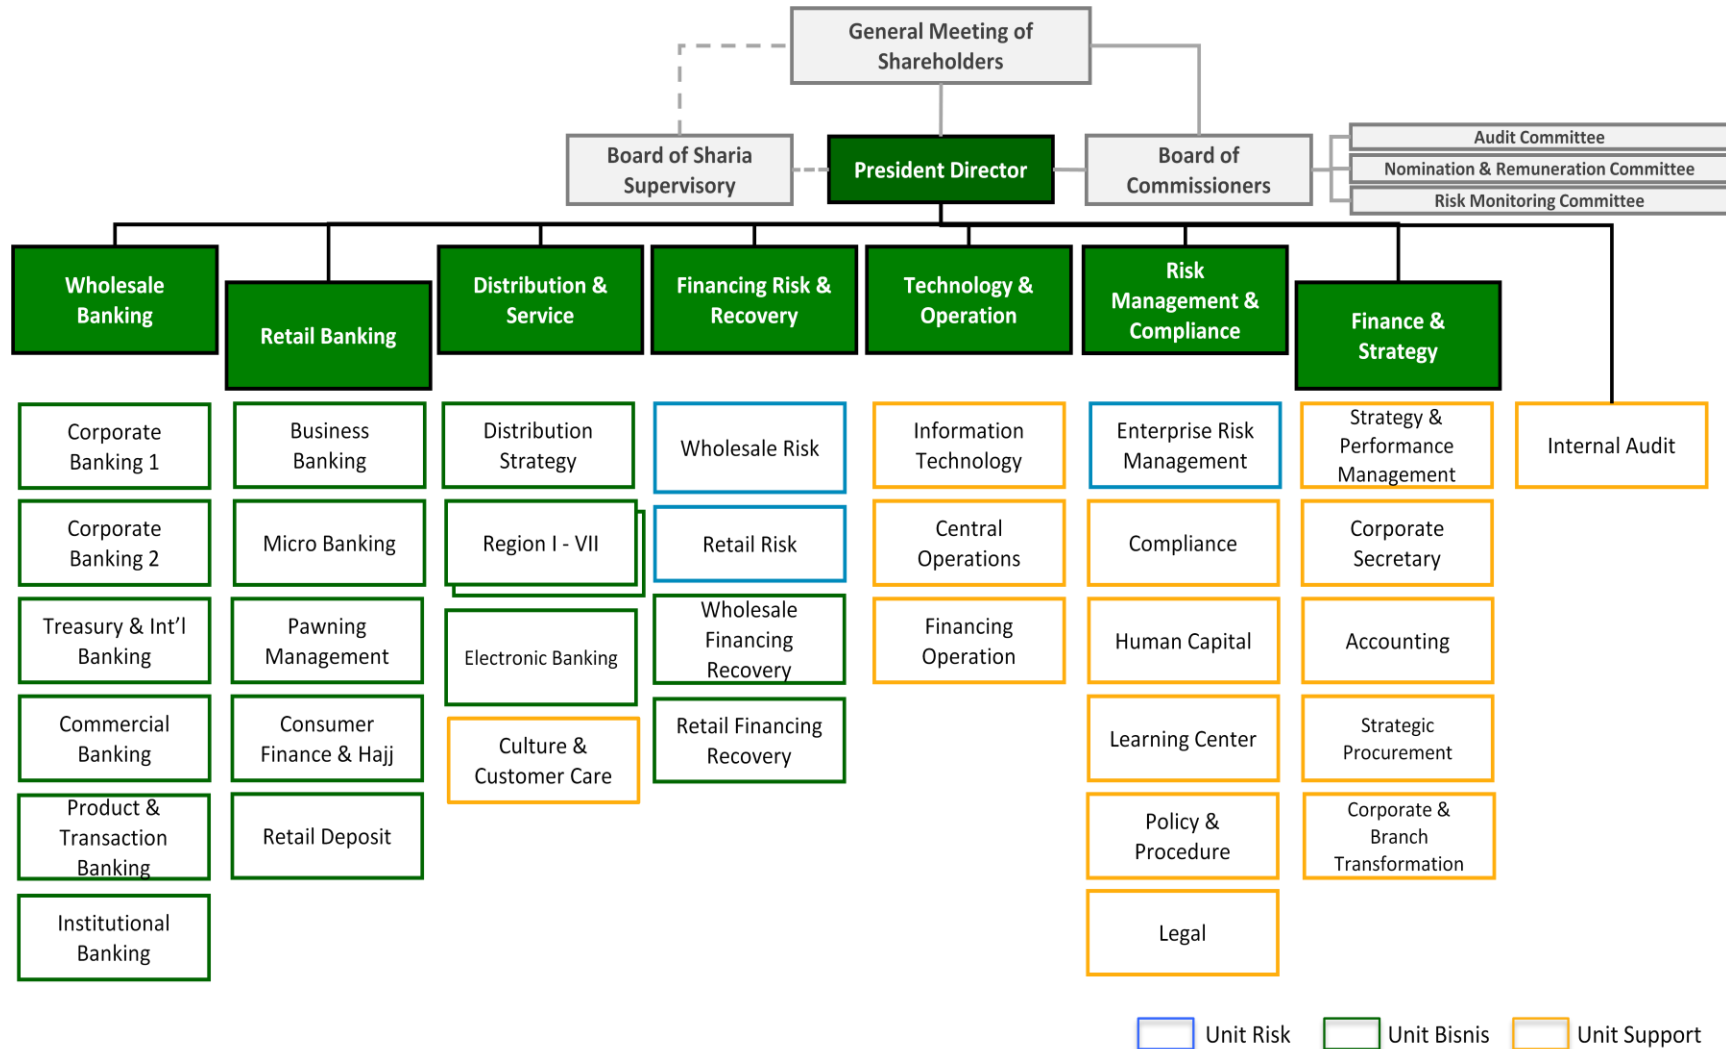 General Meeting of
Shareholders
Board of Sharia
Supervisory
President Director
Board of
Commissioners
Audit Committee
Nomination & Remuneration Committee
Risk Monitoring Committee
Wholesale
Banking
Retail Banking
Distribution &
Service
Financing Risk &
Recovery
Technology &
Operation
Risk
Management &
Compliance
Finance &
Strategy
Corporate
Banking 1
Corporate
Banking 2
Treasury & Int’l
Banking
Commercial
Banking
Product &
Transaction
Banking
Institutional
Banking
Business
Banking
Micro Banking
Pawning
Management
Consumer
Finance & Hajj
Retail Deposit
Distribution
Strategy
Region I - VII
Electronic Banking
Culture &
Customer Care
Wholesale Risk
Retail Risk
Wholesale
Financing
Recovery
Retail Financing
Recovery
Information
Technology
Central
Operations
Financing
Operation
Enterprise Risk
Management
Compliance
Human Capital
Learning Center
Policy &
Procedure
Legal
Strategy &
Performance
Management
Corporate
Secretary
Accounting
Strategic
Procurement
Corporate &
Branch
Transformation
Internal Audit
Unit Risk
Unit Bisnis
Unit Support